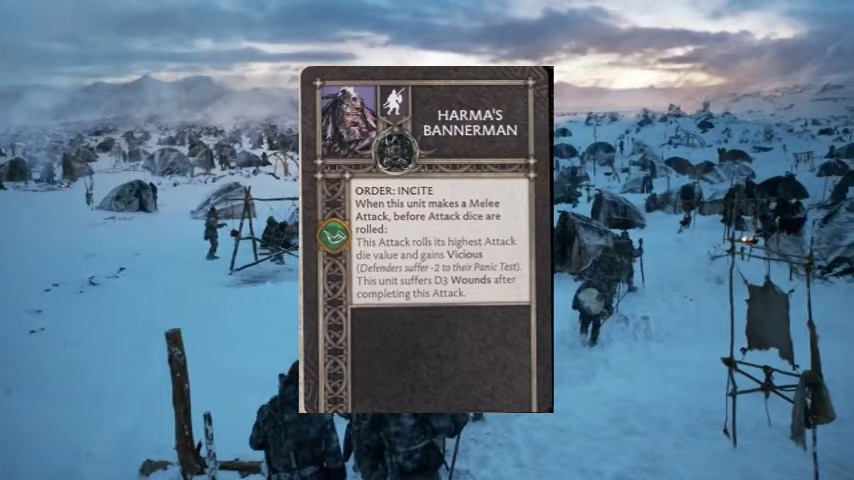 HARMA'S
BANNERMAN
ORDER: INCITE
When this unit makes a Melee
Attack, before Attack dice are
rolled:
This Attack rolls its highest Attack
die value and gains Vicious
(Defenders suffer -2 to their Panic Test).
This unit suffers D3 Wounds after
completing this Attack.